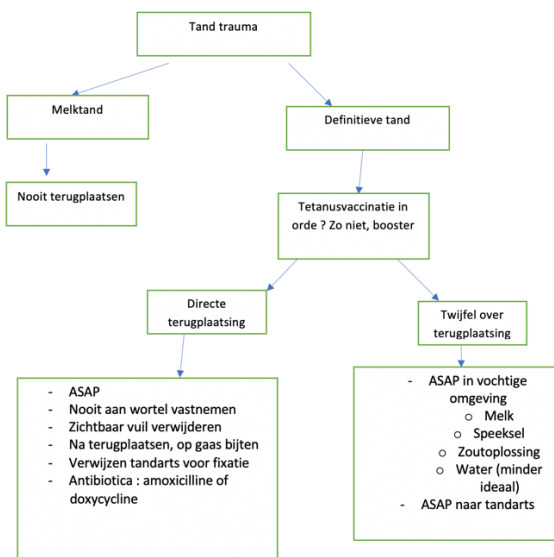 Tand trauma
Melktand
Definitieve tand
Nooit terugplaatsen
Tetanusvaccinatie in
orde ? Zo niet, booster
Directe
terugplaatsing
Twijfel over
terugplaatsing
- ASAP
- Nooit aan wortel vastnemen
- Zichtbaar vuil verwijderen
- Na terugplaatsen, op gaas bijten
- Verwijzen tandarts voor fixatie
- Antibiotica : amoxicilline of
doxycycline
- ASAP in vochtige
omgeving
o Melk
o Speeksel
o Zoutoplossing
o Water (minder
ideaal)
- ASAP naar tandarts